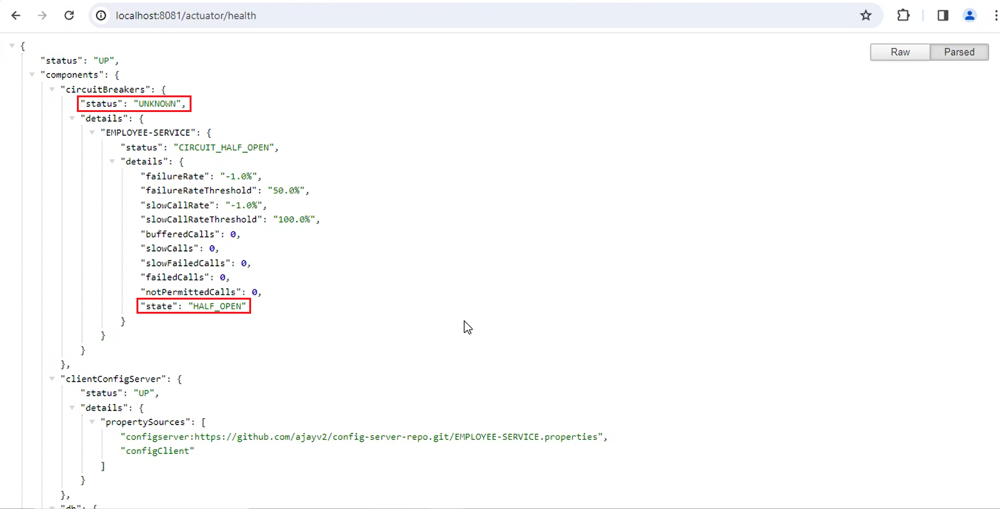 localhost:8081/actuator/health
Raw Parsed
{
"status": "UP",
"components": {
"circuitBreakers": {
"status": "UNKNOWN",
"details": {
"EMPLOYEE-SERVICE": {
"status": "CIRCUIT_HALF_OPEN",
"details": {
"failureRate": "-1.0%",
"failureRateThreshold": "50.0%",
"slowCallRate": "-1.0%",
"slowCallRateThreshold": "100.0%",
"bufferedCalls": 0,
"slowCalls": 0,
"slowFailedCalls": 0,
"failedCalls": 0,
"notPermittedCalls": 0,
"state": "HALF_OPEN"
}
}
}
},
"clientConfigServer": {
"status": "UP",
"details": {
"propertySources": [
"configserver:https://github.com/ajayv2/config-server-repo.git/EMPLOYEE-SERVICE.properties",
"configClient"
]
}
},
"db": {